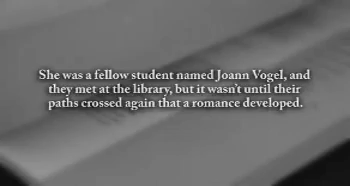 She was a fellow student named Joann Vogel, and
they met at the library, but it wasn't until their
paths crossed again that a romance developed.